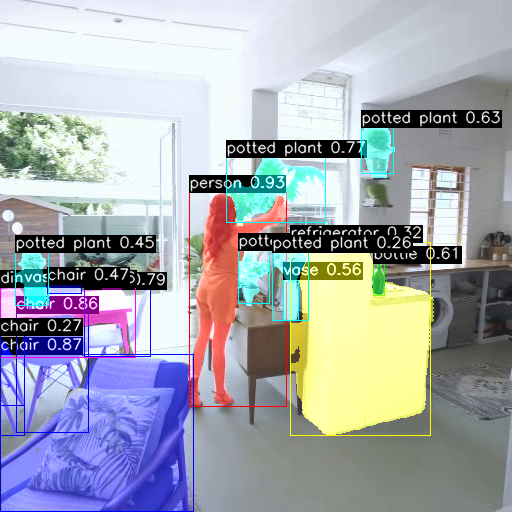 potted plant 0.63
potted plant 0.77
person 0.93
refrigerator 0.32
potted plant 0.45
pott
potted plant 0.26
bottle 0.61
vase 0.56
chair 0.47
.79
chair 0.86
chair 0.27
chair 0.87